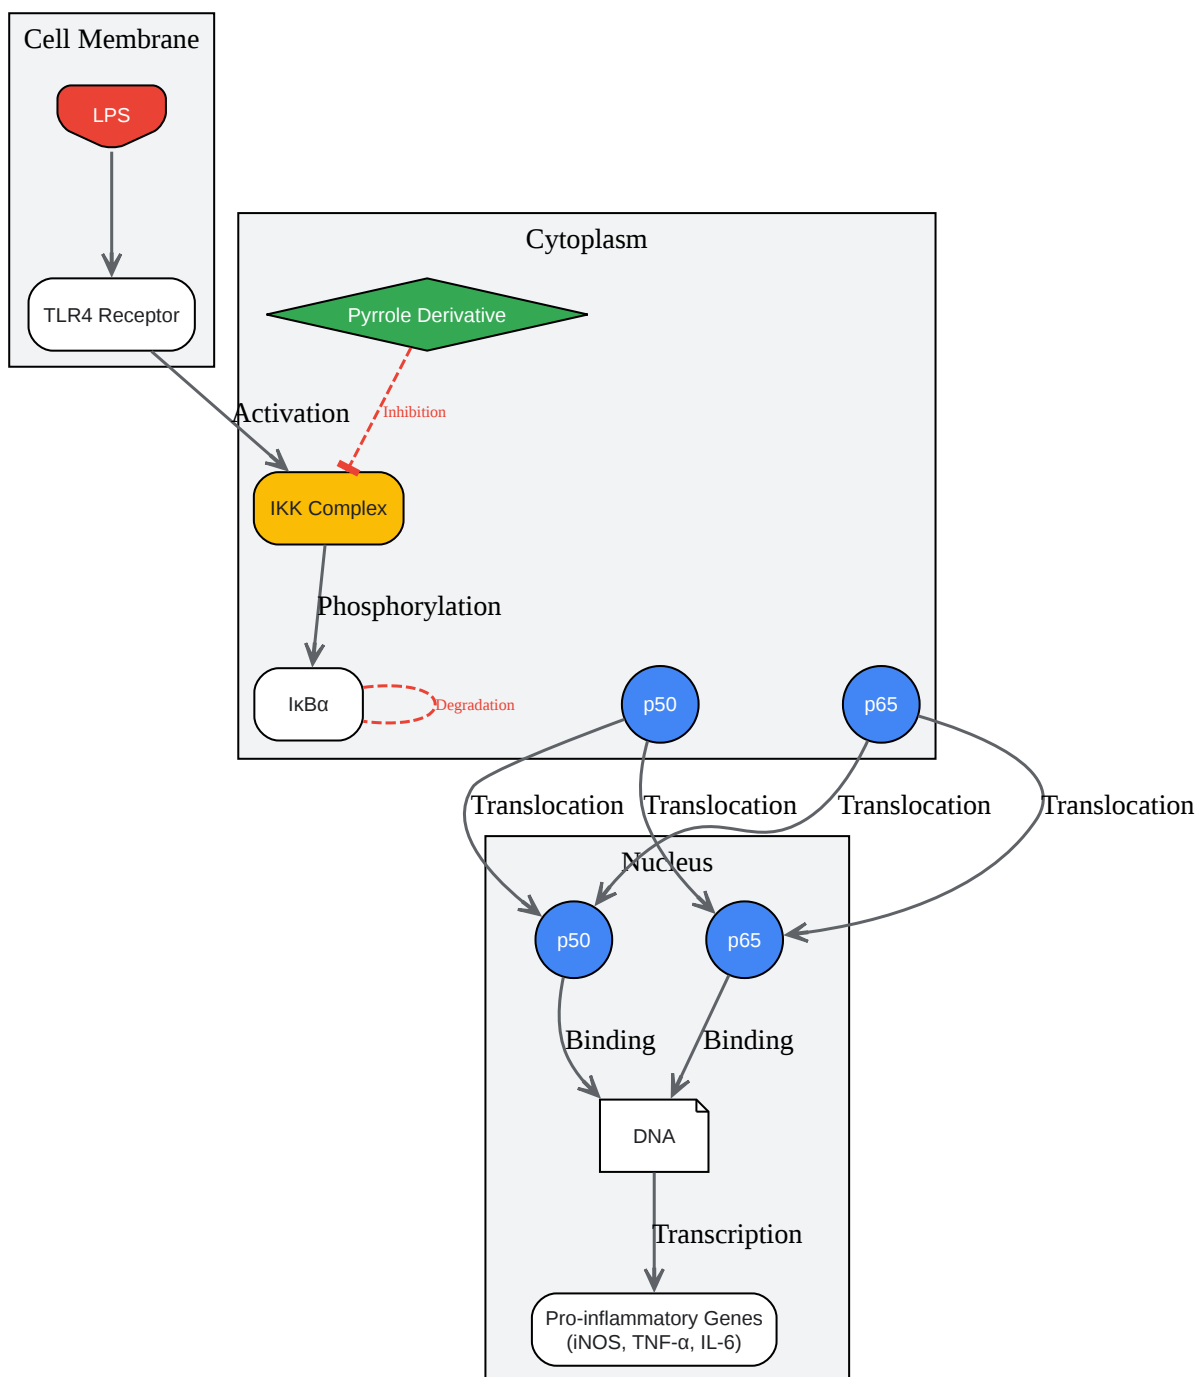 Cell Membrane
LPS
TLR4 Receptor
Activation
Cytoplasm
Pyrrole Derivative
Inhibition
IKK Complex
Phosphorylation
IκBα
Degradation
p50
p65
Translocation
Translocation
Translocation
Translocation
Nucleus
p50
p65
Binding
Binding
DNA
Transcription
Pro-inflammatory Genes
(iNOS, TNF-α, IL-6)